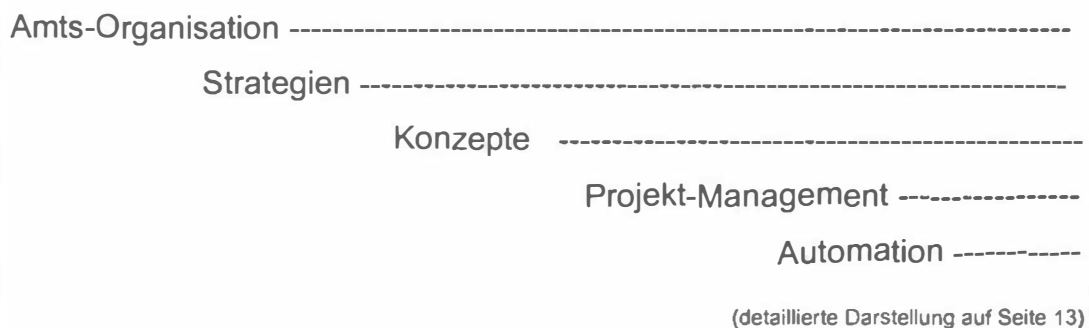 Amts-Organisation --------------------------------------------------------------------
Strategien -------------------------------------------------------------
Konzepte ----------------------------------------------
Projekt-Management ----------------
Automation -----------
(detaillierte Darstellung auf Seite 13)